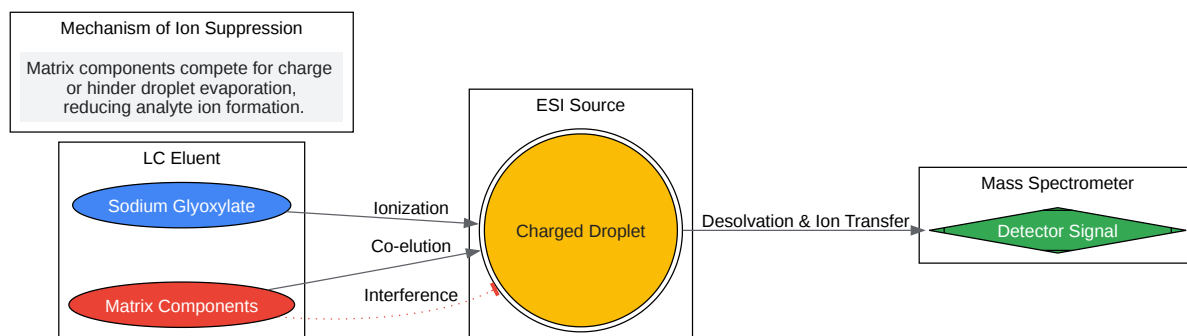 Mechanism of Ion Suppression
Matrix components compete for charge
or hinder droplet evaporation,
reducing analyte ion formation.
LC Eluent
Sodium Glyoxylate
Matrix Components
Ionization
Co-elution
Interference
ESI Source
Charged Droplet
Desolvation & Ion Transfer
Mass Spectrometer
Detector Signal